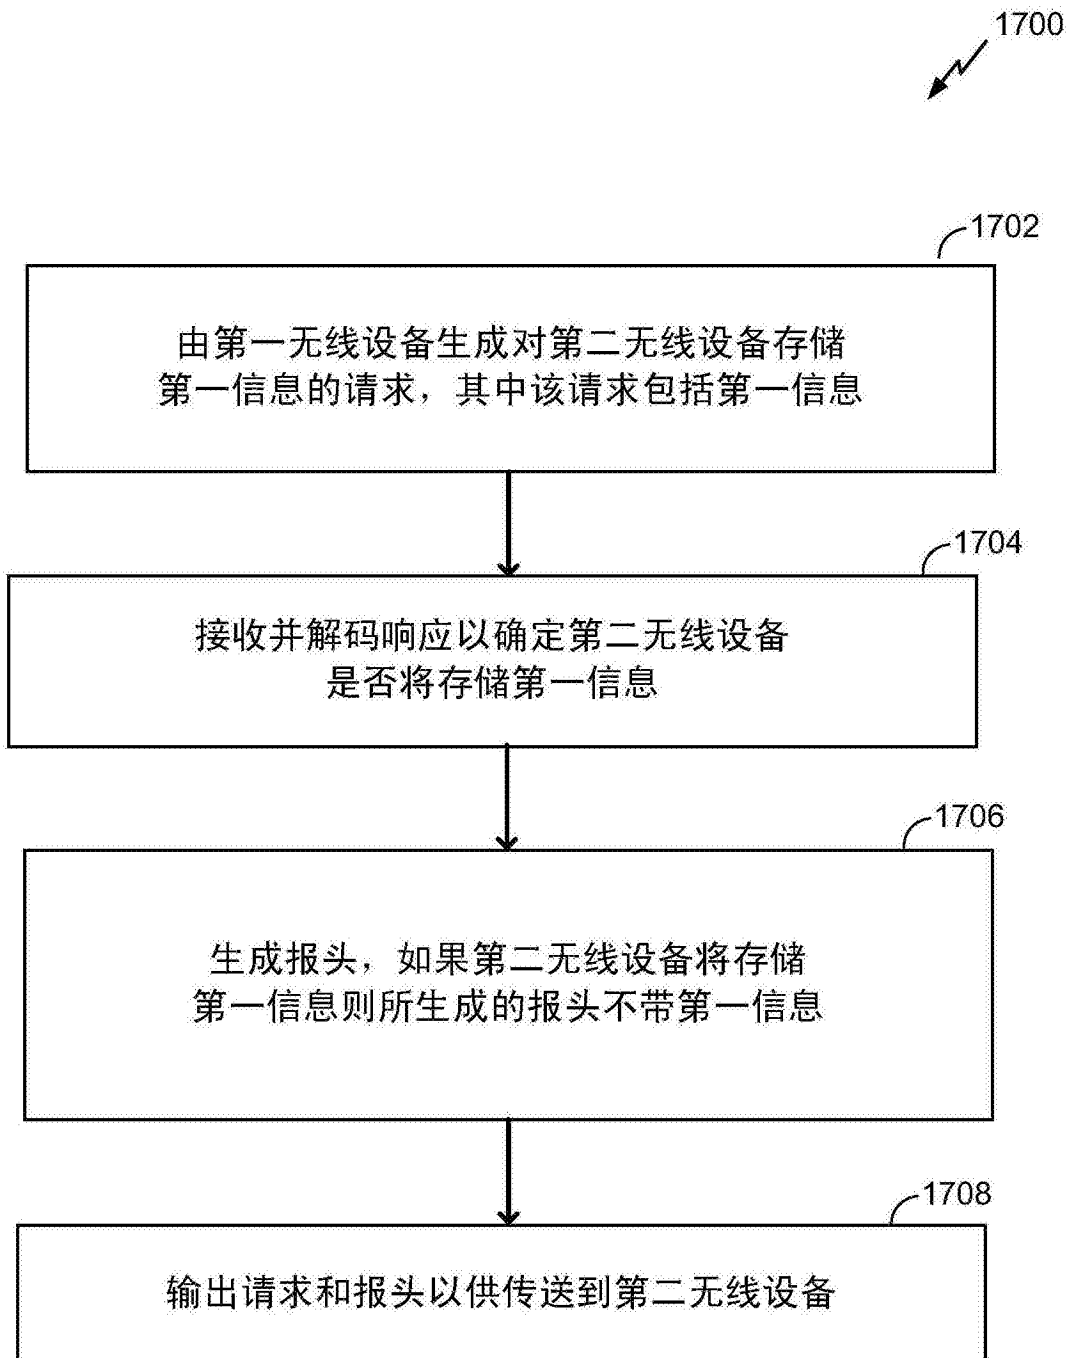 1700
1702
由第一无线设备生成对第二无线设备存储
第一信息的请求，其中该请求包括第一信息
1704
接收并解码响应以确定第二无线设备
是否将存储第一信息
1706
生成报头，如果第二无线设备将存储
第一信息则所生成的报头不带第一信息
1708
输出请求和报头以供传送到第二无线设备